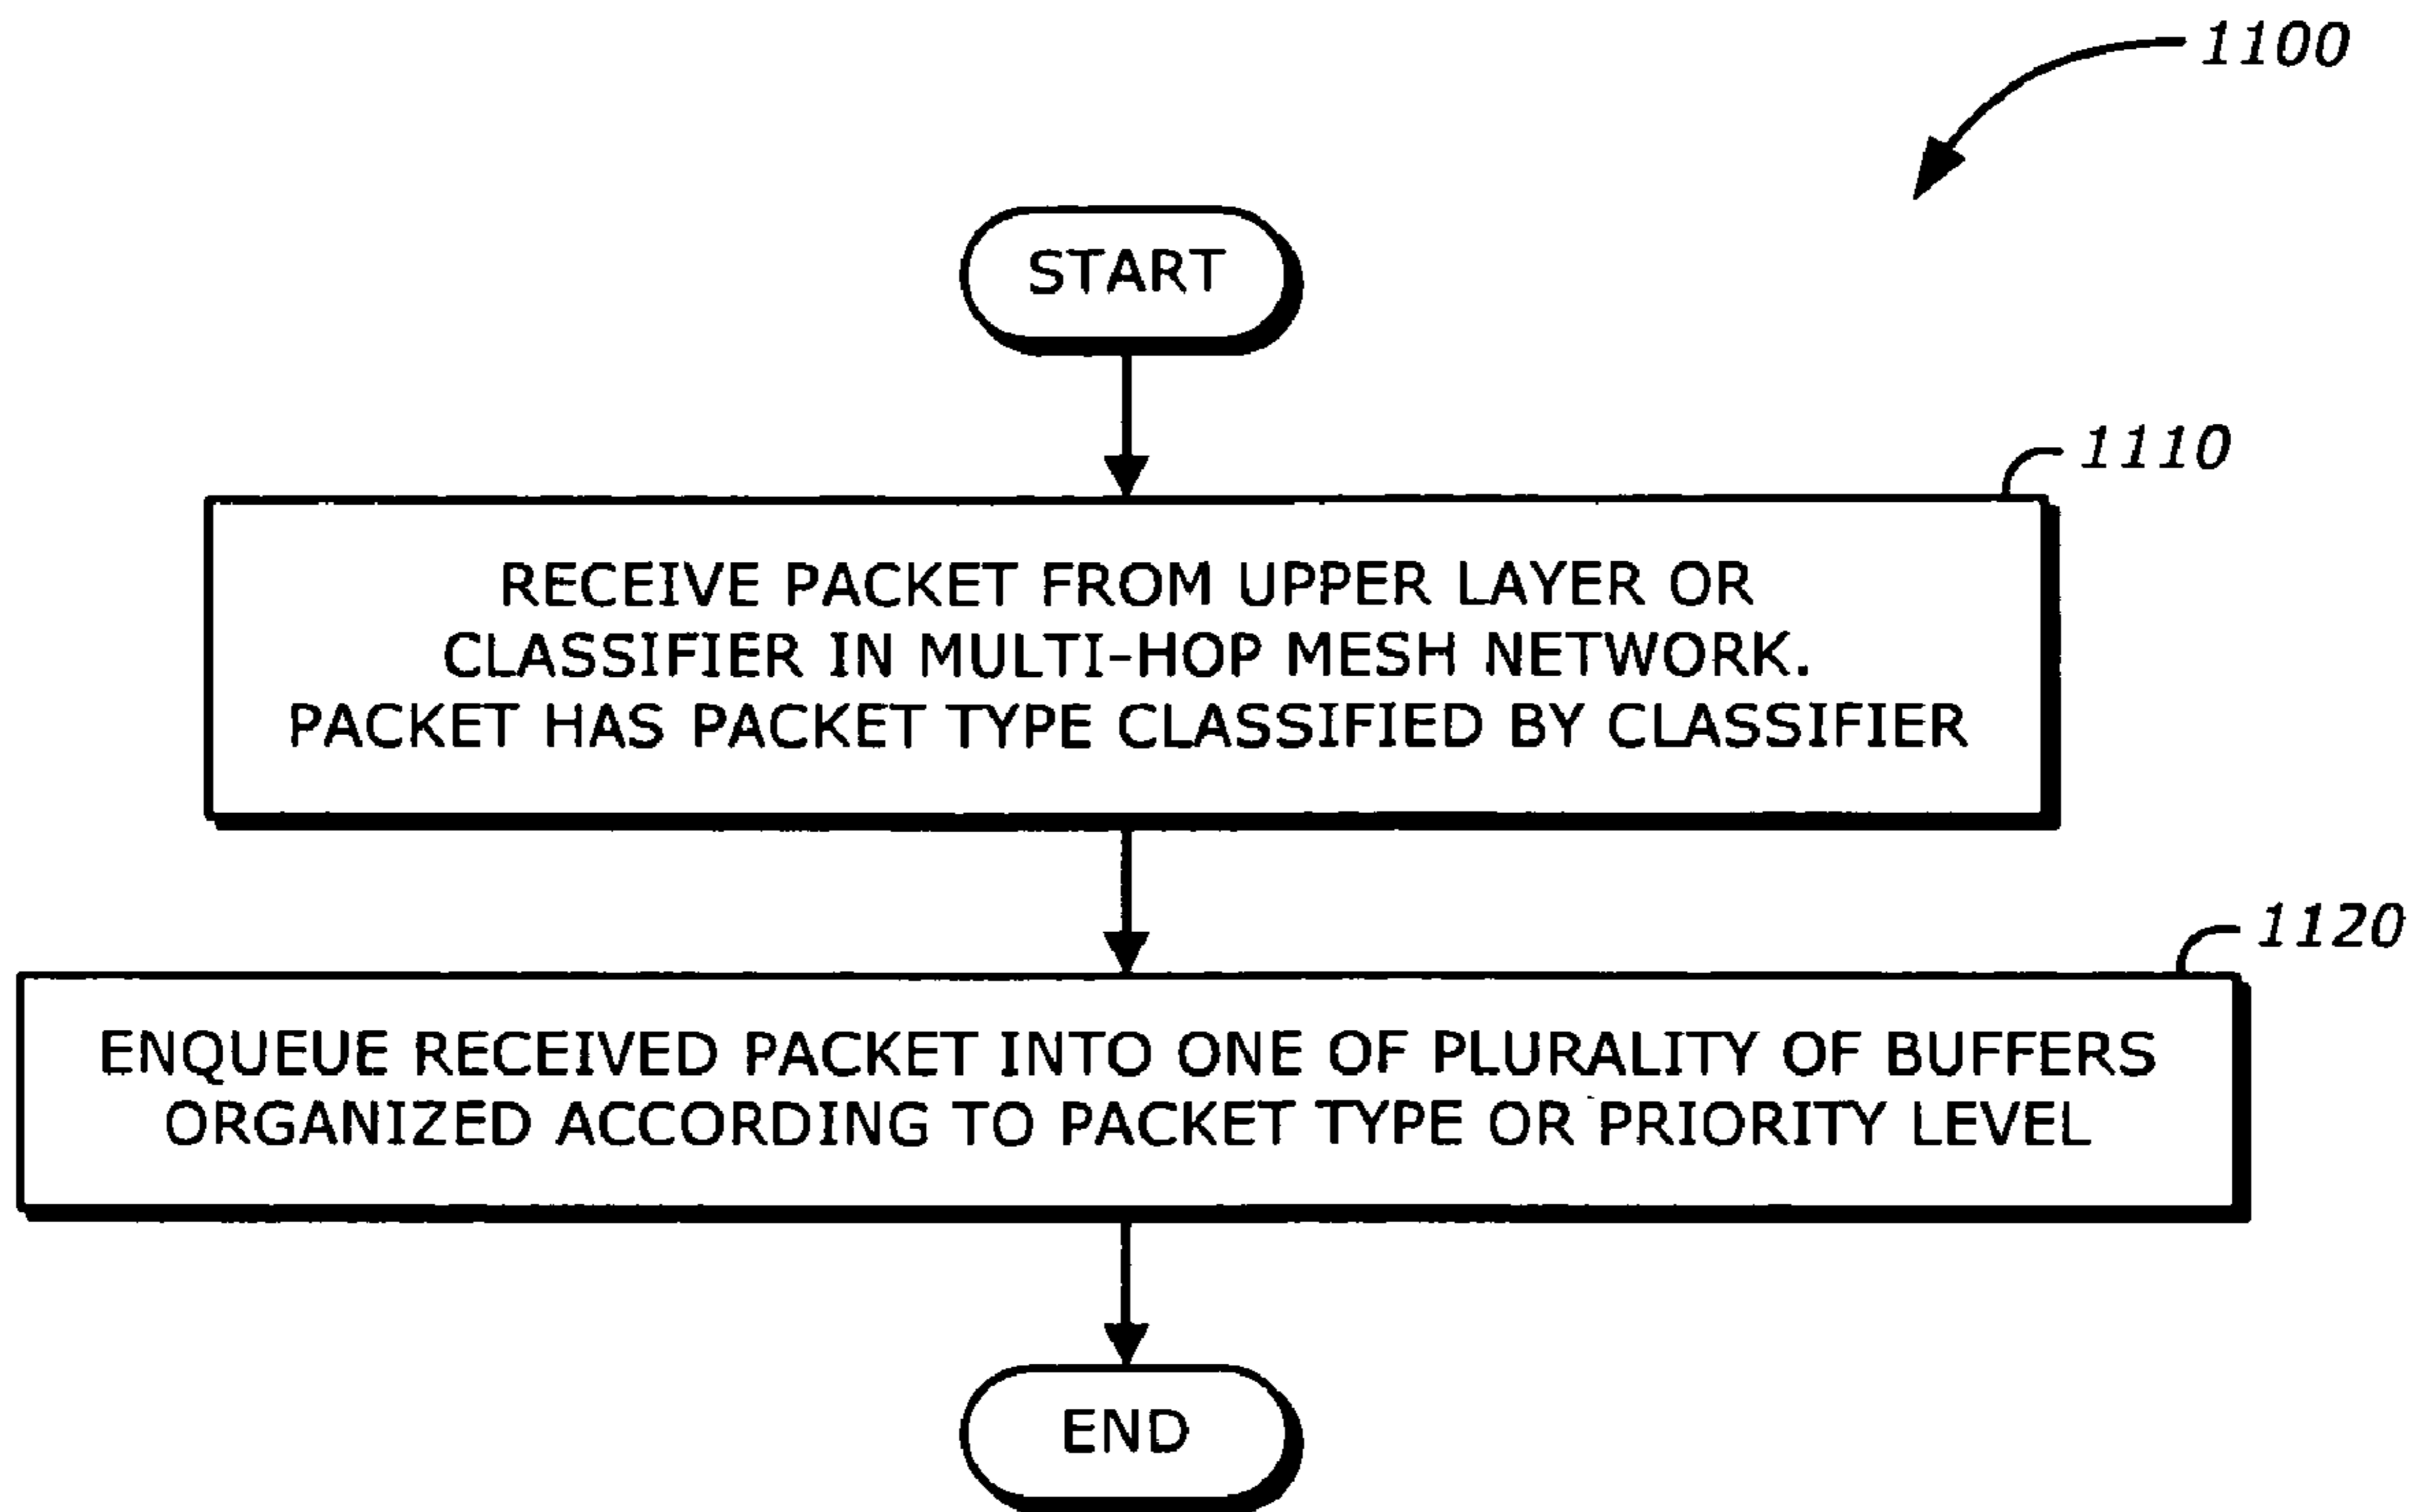 1100
START
1110
RECEIVE PACKET FROM UPPER LAYER OR
CLASSIFIER IN MULTI-HOP MESH NETWORK.
PACKET HAS PACKET TYPE CLASSIFIED BY CLASSIFIER
1120
ENQUEUE RECEIVED PACKET INTO ONE OF PLURALITY OF BUFFERS
ORGANIZED ACCORDING TO PACKET TYPE OR PRIORITY LEVEL
END